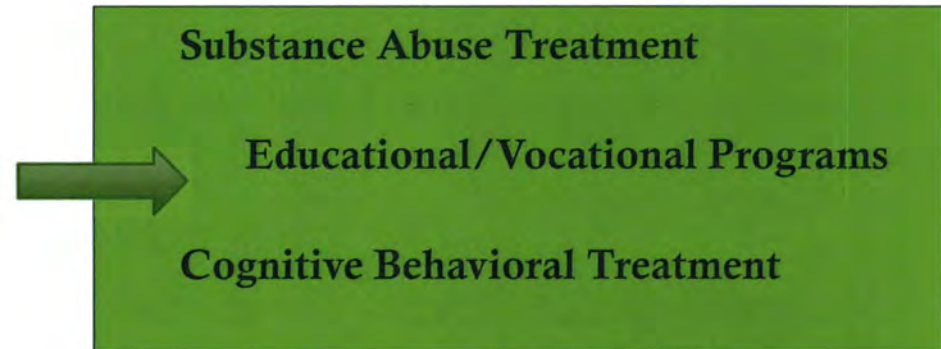 Substance Abuse Treatment
Educational/Vocational Programs
Cognitive Behavioral Treatment